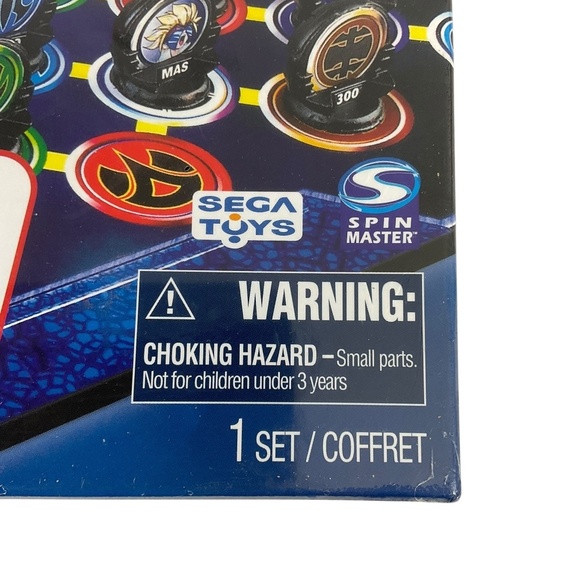 MAS
300
SEGA
TOYS
SPIN
MASTER™
WARNING:
CHOKING HAZARD – Small parts.
Not for children under 3 years
1 SET / COFFRET